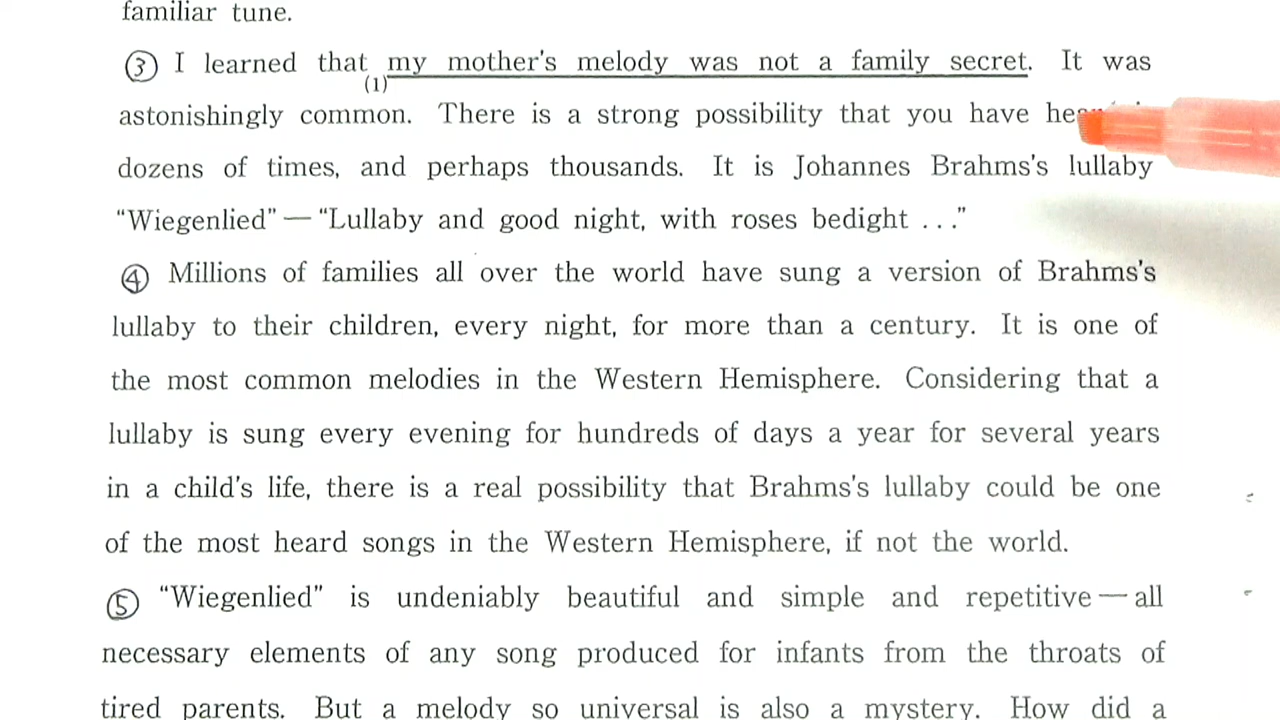 familiar tune.
③ I learned that my mother's melody was not a family secret. It was
(1)
astonishingly common. There is a strong possibility that you have
dozens of times, and perhaps thousands. It is Johannes Brahms's lullaby
“Wiegenlied” — “Lullaby and good night, with roses bedight ...”
④ Millions of families all over the world have sung a version of Brahms's
lullaby to their children, every night, for more than a century. It is one of
the most common melodies in the Western Hemisphere. Considering that a
lullaby is sung every evening for hundreds of days a year for several years
in a child's life, there is a real possibility that Brahms's lullaby could be one
of the most heard songs in the Western Hemisphere, if not the world.
⑤ “Wiegenlied” is undeniably beautiful and simple and repetitive — all
necessary elements of any song produced for infants from the throats of
tired parents. But a melody so universal is also a mystery. How did a